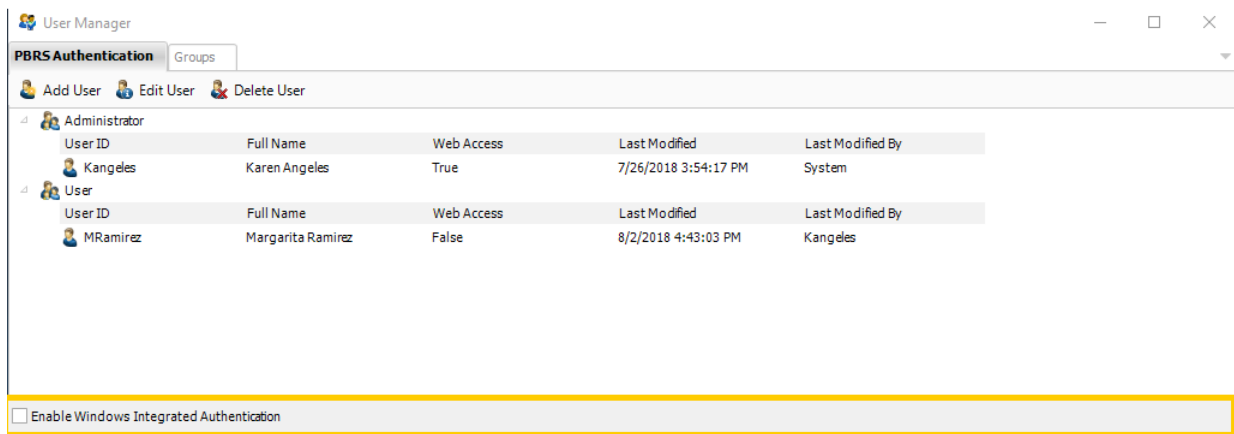 User Manager
PBRS Authentication Groups
Add User Edit User Delete User
Administrator
User ID Full Name Web Access Last Modified Last Modified By
Kangeles Karen Angeles True 7/26/2018 3:54:17 PM System
User
User ID Full Name Web Access Last Modified Last Modified By
MRamirez Margarita Ramirez False 8/2/2018 4:43:03 PM Kangeles
Enable Windows Integrated Authentication